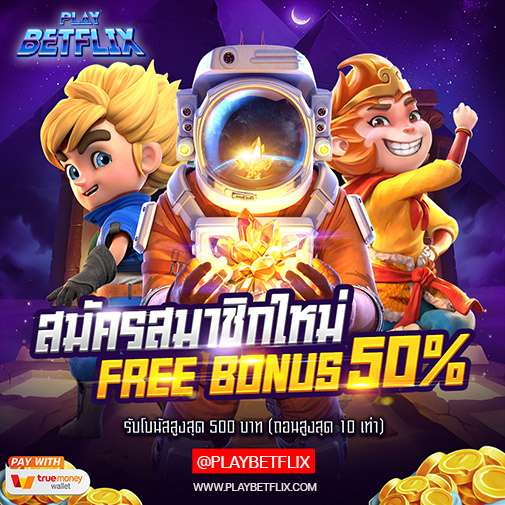 PLAY
BETFLIX
สมัครสมาชิกใหม่
FREE BONUS 50%
รับโบนัสสูงสุด 500 บาท (ถอนสูงสุด 10 เท่า)
@PLAYBETFLIX
WWW.PLAYBETFLIX.COM
PAY WITH
truemoney
wallet